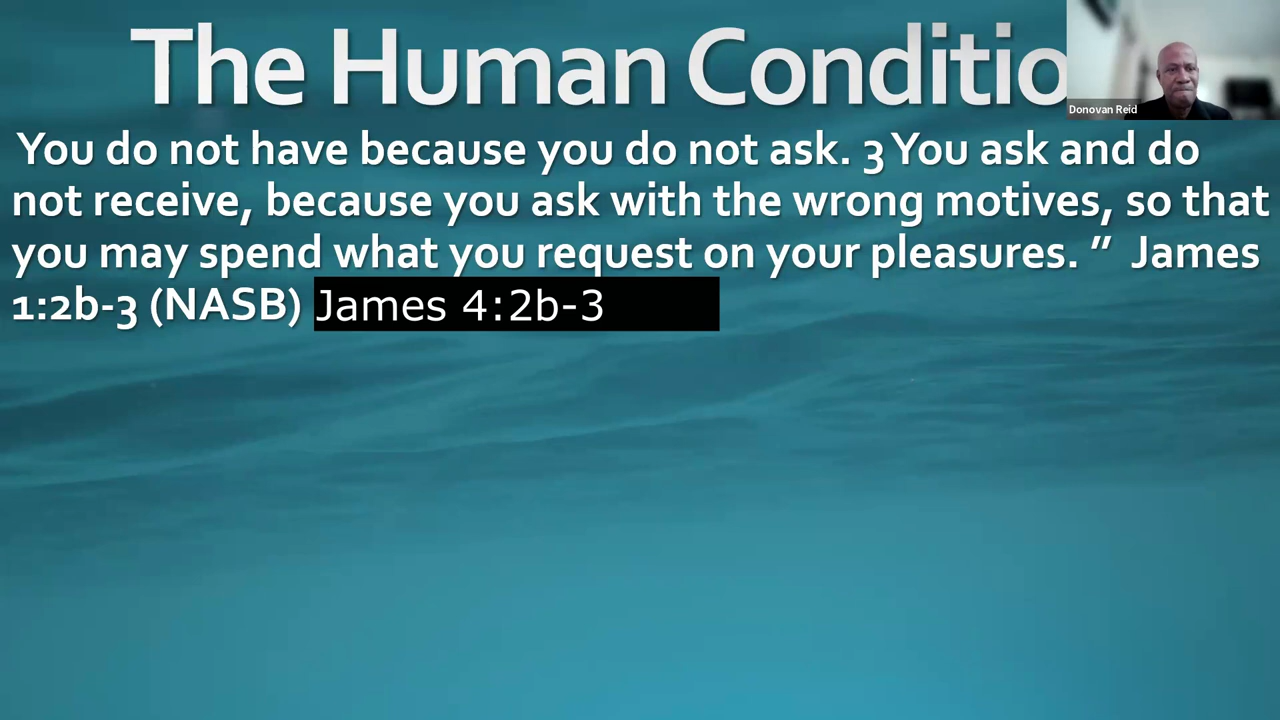 The Human Conditio
Donovan Reid
You do not have because you do not ask. 3 You ask and do
not receive, because you ask with the wrong motives, so that
you may spend what you request on your pleasures. ” James
1:2b-3 (NASB) James 4:2b-3